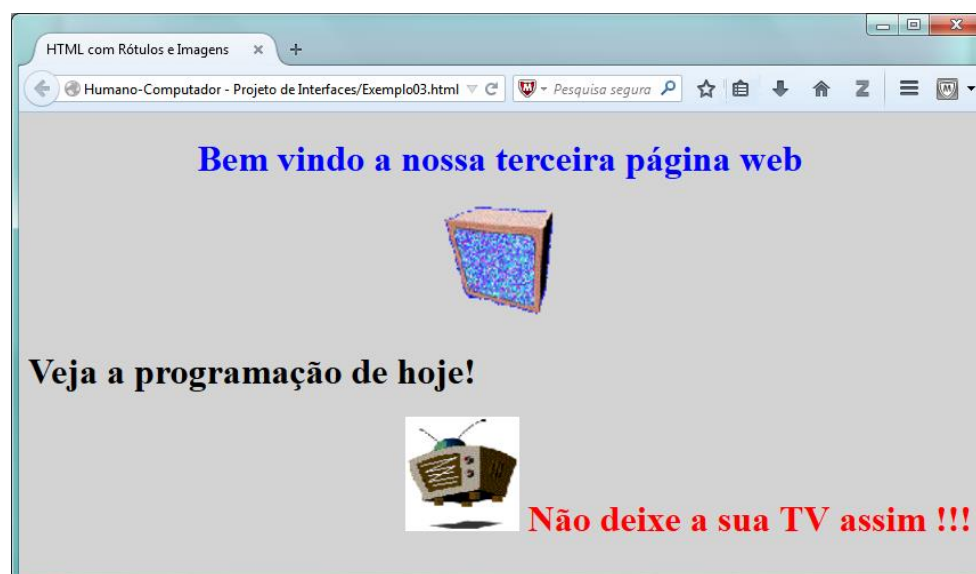 HTML com Rótulos e Imagens
Humano-Computador - Projeto de Interfaces/Exemplo03.html
Pesquisa segura
Bem vindo a nossa terceira página web
Veja a programação de hoje!
Não deixe a sua TV assim !!!